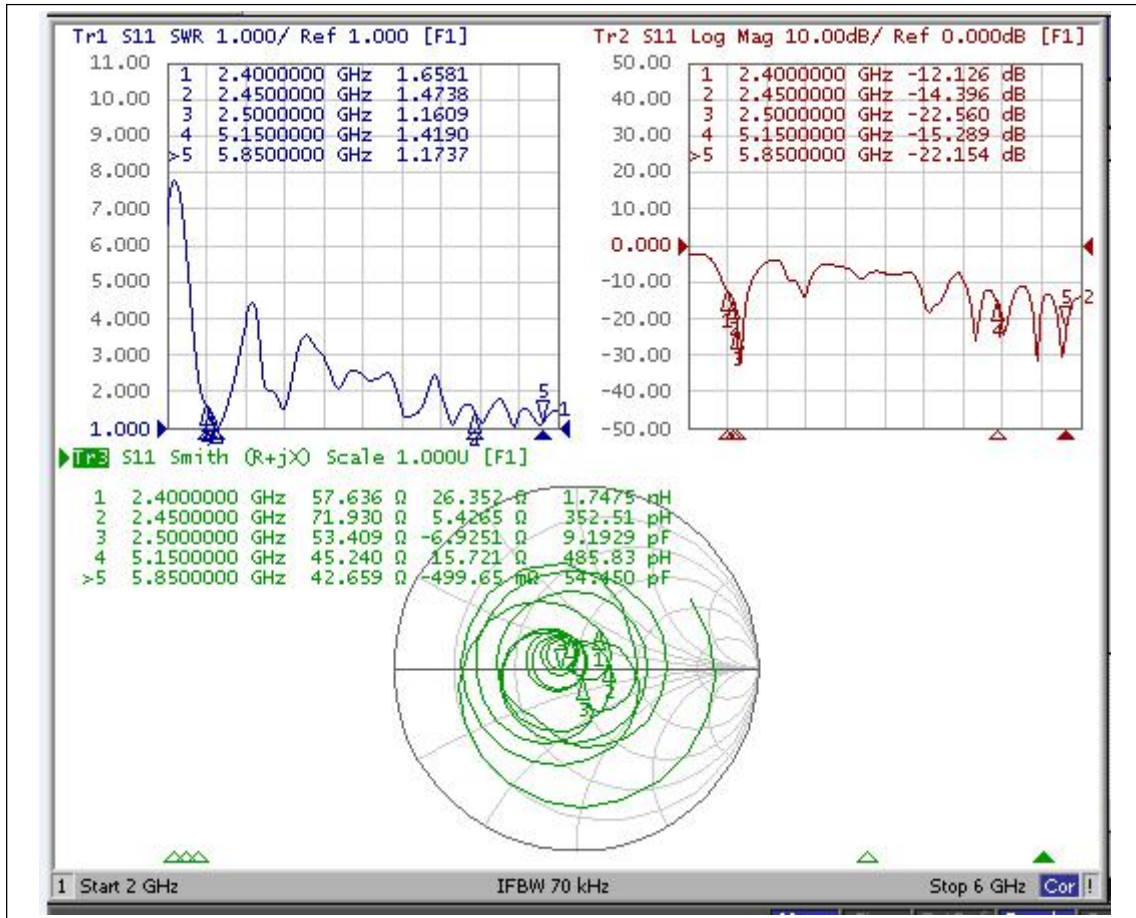 Tr1 S11 SWR 1.000/ Ref 1.000 [F1]
11.00
10.00
9.000
8.000
7.000
6.000
5.000
4.000
3.000
2.000
1.000
1 2.4000000 GHz 1.6581
2 2.4500000 GHz 1.4738
3 2.5000000 GHz 1.1609
4 5.1500000 GHz 1.4190
>5 5.8500000 GHz 1.1737
5
1
Tr2 S11 Log Mag 10.00dB/ Ref 0.000dB [F1]
50.00
40.00
30.00
20.00
10.00
0.000
-10.00
-20.00
-30.00
-40.00
-50.00
1 2.4000000 GHz -12.126 dB
2 2.4500000 GHz -14.396 dB
3 2.5000000 GHz -22.560 dB
4 5.1500000 GHz -15.289 dB
>5 5.8500000 GHz -22.154 dB
1
3
4
5
2
Tr3 S11 Smith (R+jX) Scale 1.000U [F1]
1 2.4000000 GHz 57.636 Ω 26.352 Ω 1.7475 nH
2 2.4500000 GHz 71.930 Ω 5.4265 Ω 352.51 pH
3 2.5000000 GHz 53.409 Ω -6.9251 Ω 9.1929 pF
4 5.1500000 GHz 45.240 Ω 15.721 Ω 485.83 pH
>5 5.8500000 GHz 42.659 Ω -499.65 mΩ 54.450 pF
1
2
3
1 Start 2 GHz IFBW 70 kHz Stop 6 GHz Cor !